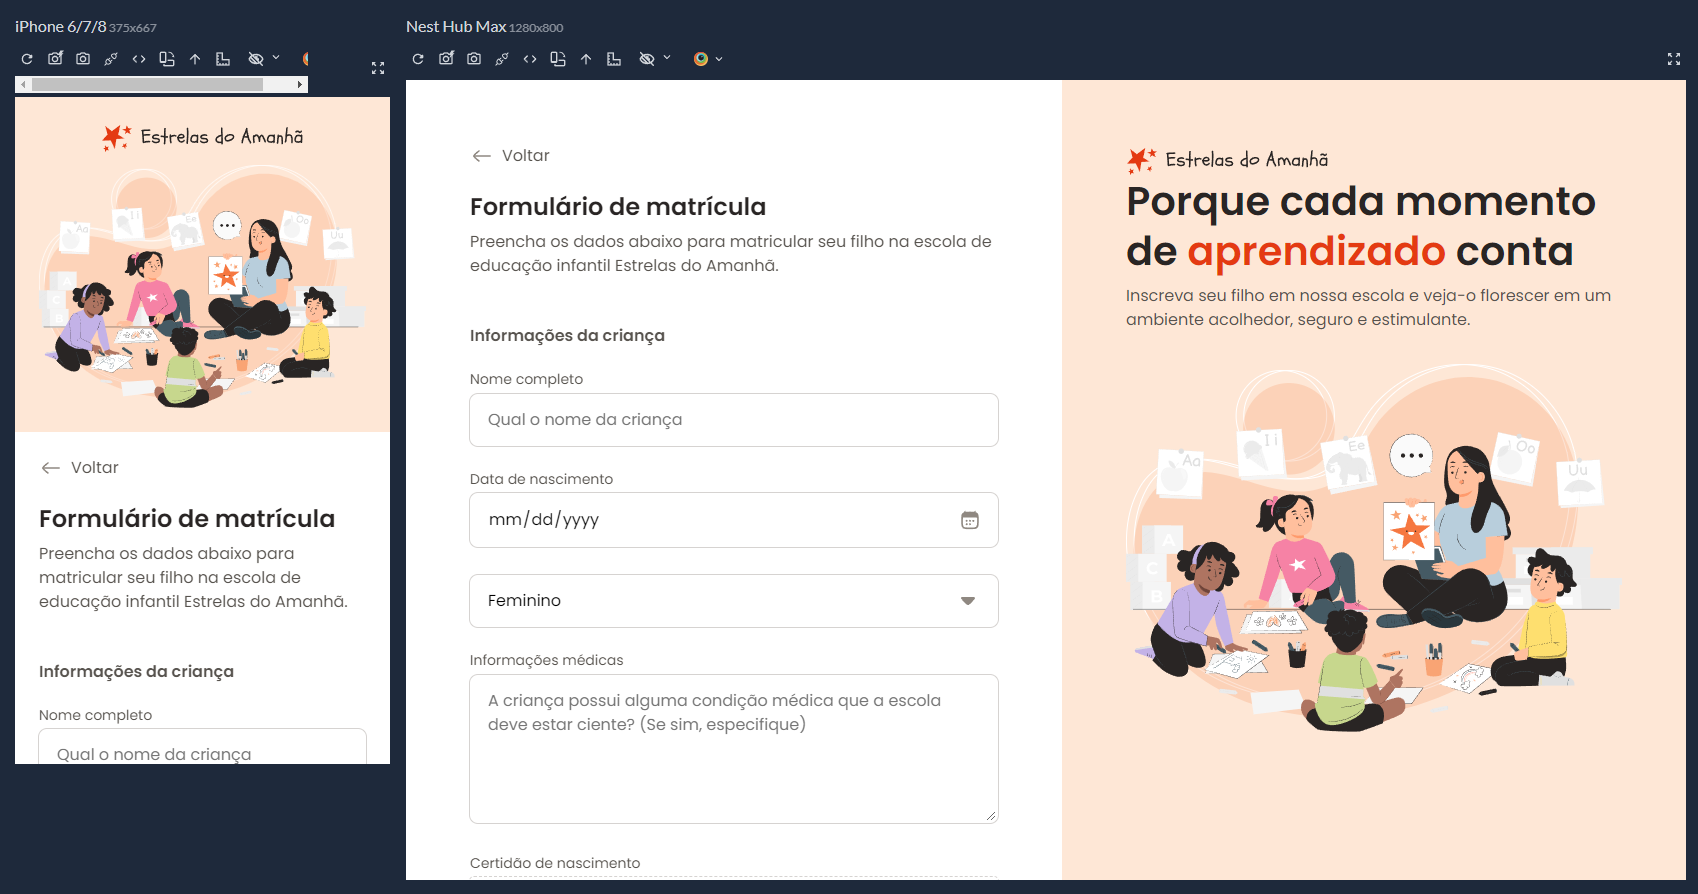 iPhone 6/7/8 375x667
Estrelas do Amanhã
Aa
Ii
Ee
Oo
Uu
A
C
B
Voltar
Formulário de matrícula
Preencha os dados abaixo para
matricular seu filho na escola de
educação infantil Estrelas do Amanhã.
Informações da criança
Nome completo
Qual o nome da criança
Nest Hub Max 1280x800
Voltar
Formulário de matrícula
Preencha os dados abaixo para matricular seu filho na escola de
educação infantil Estrelas do Amanhã.
Informações da criança
Nome completo
Qual o nome da criança
Data de nascimento
mm/dd/yyyy
Feminino
Informações médicas
A criança possui alguma condição médica que a escola
deve estar ciente? (Se sim, especifique)
Certidão de nascimento
Estrelas do Amanhã
Porque cada momento
de aprendizado conta
Inscreva seu filho em nossa escola e veja-o florescer em um
ambiente acolhedor, seguro e estimulante.
Aa
Ii
Ee
Oo
Uu
A
C
B